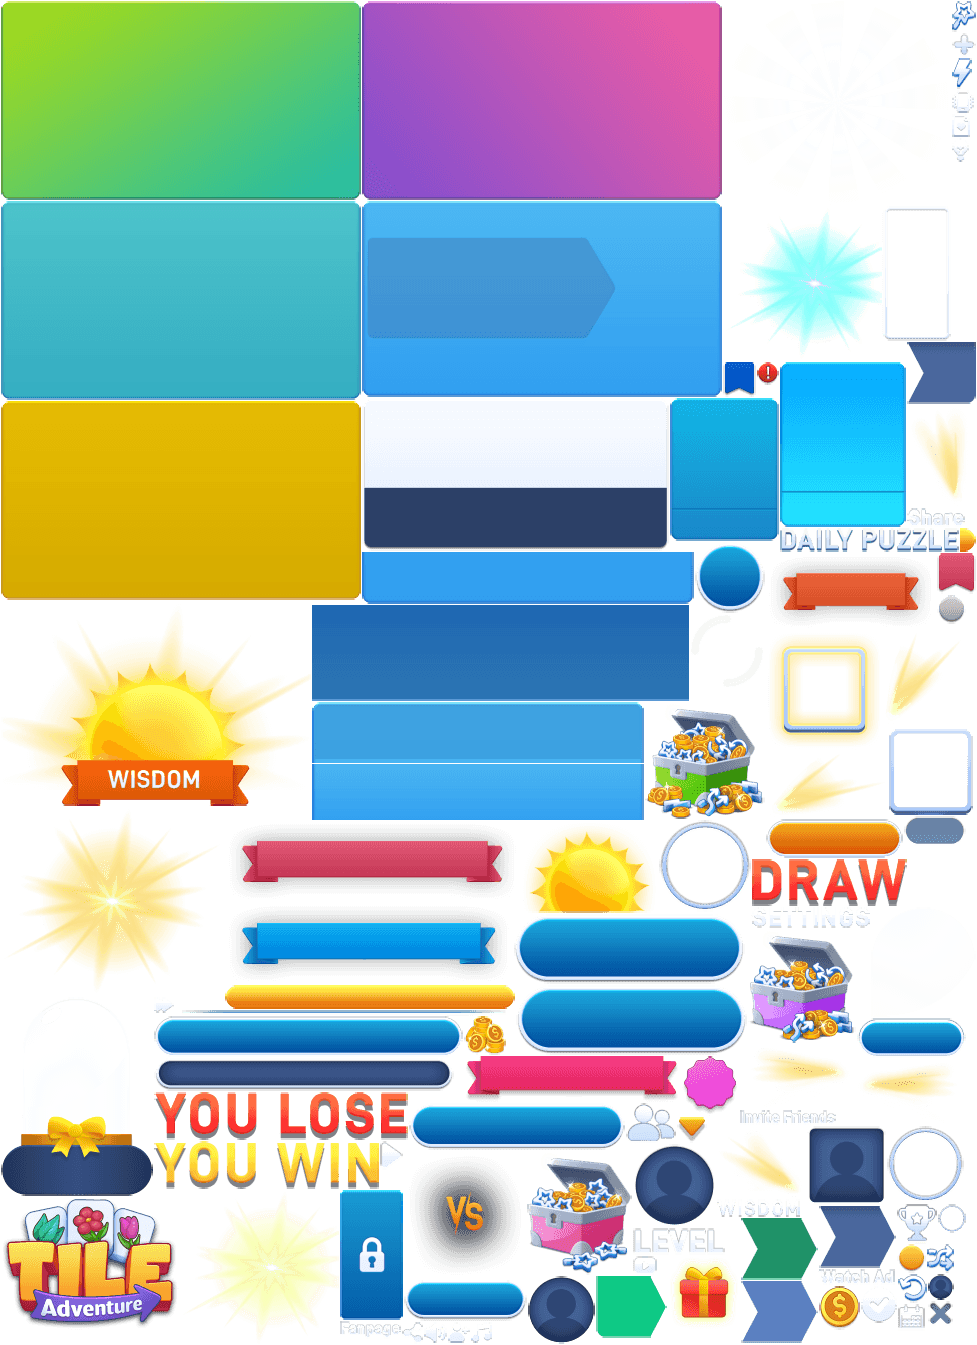 Share
DAILY PUZZLE
WISDOM
DRAW
SETTINGS
YOU LOSE
Invite Friends
YOU WIN
VS
WISDOM
LEVEL
TILE
Adventure
Watch Ad
Fanpage